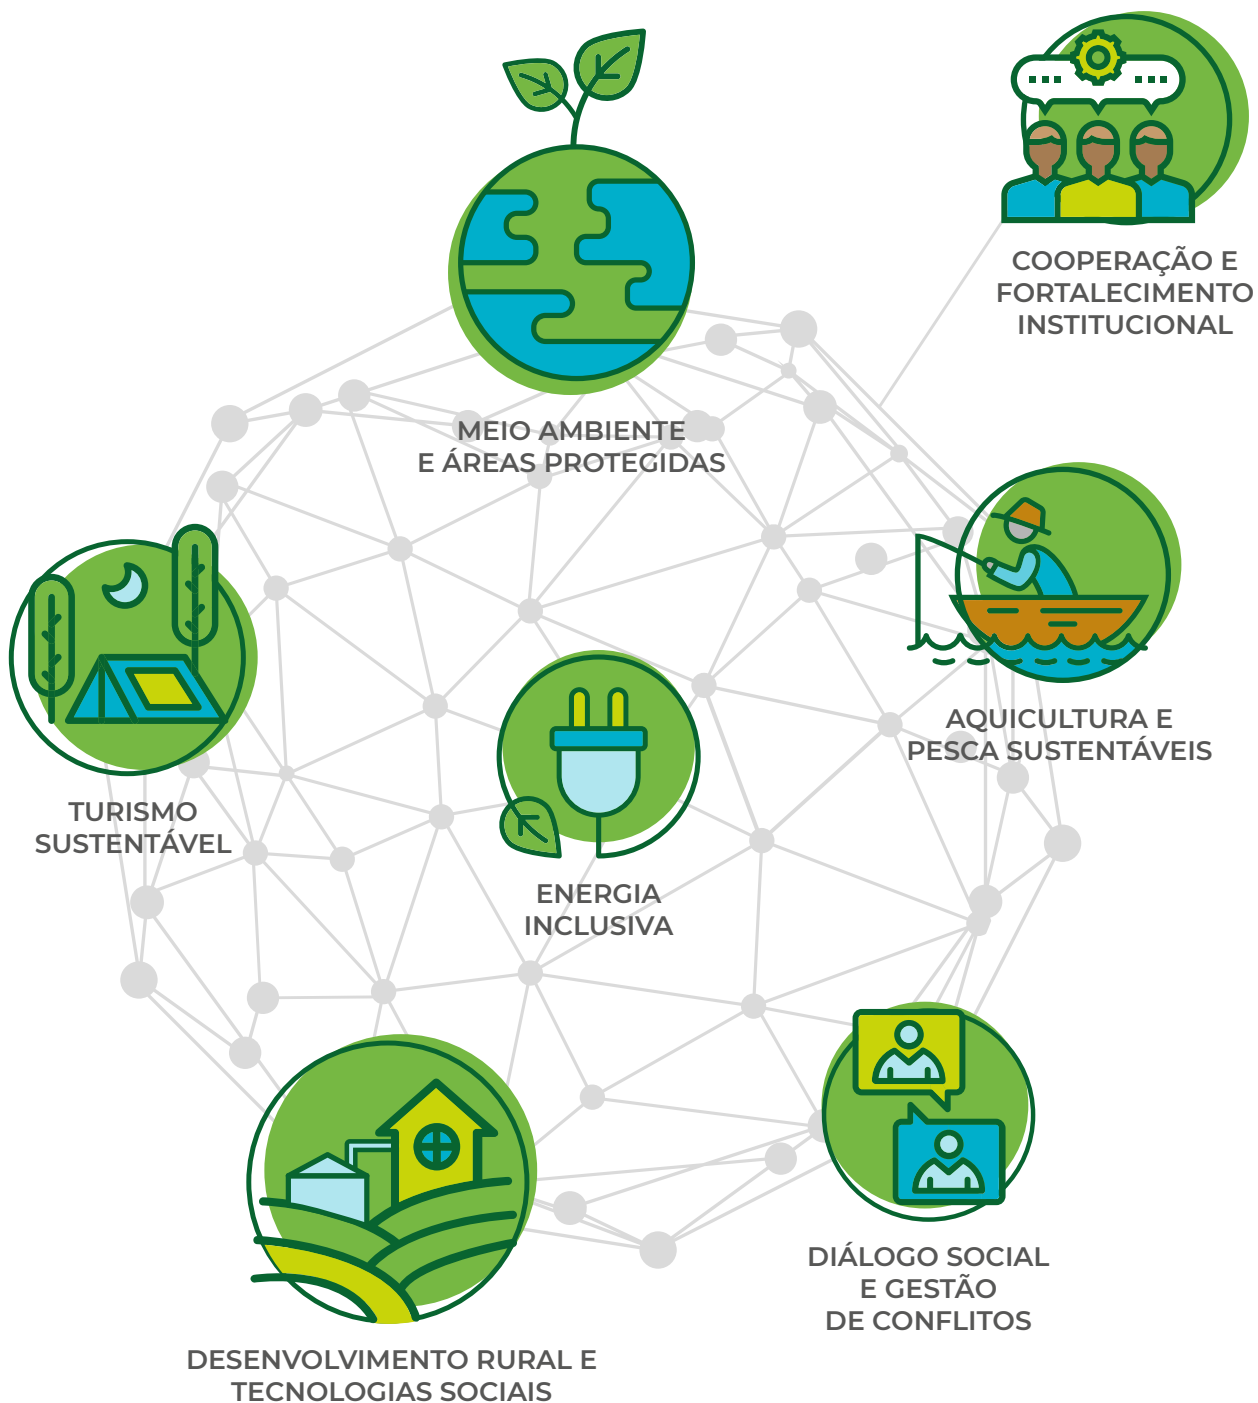 COOPERAÇÃO E
FORTALECIMENTO
INSTITUCIONAL
MEIO AMBIENTE
E ÁREAS PROTEGIDAS
AQUICULTURA E
PESCA SUSTENTÁVEIS
TURISMO
SUSTENTÁVEL
ENERGIA
INCLUSIVA
DIÁLOGO SOCIAL
E GESTÃO
DE CONFLITOS
DESENVOLVIMENTO RURAL E
TECNOLOGIAS SOCIAIS